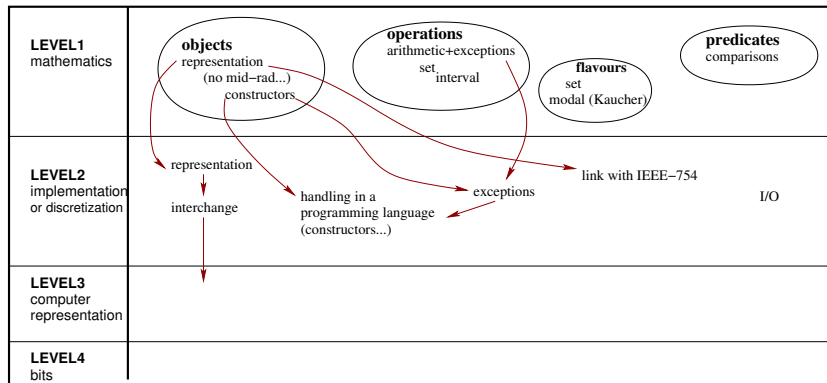 LEVEL1
mathematics
objects
representation
(no mid−rad...)
constructors
operations
arithmetic+exceptions
set
interval
flavours
set
modal (Kaucher)
predicates
comparisons
LEVEL2
implementation
or discretization
representation
interchange
handling in a
programming language
(constructors...)
exceptions
link with IEEE−754
I/O
LEVEL3
computer
representation
LEVEL4
bits